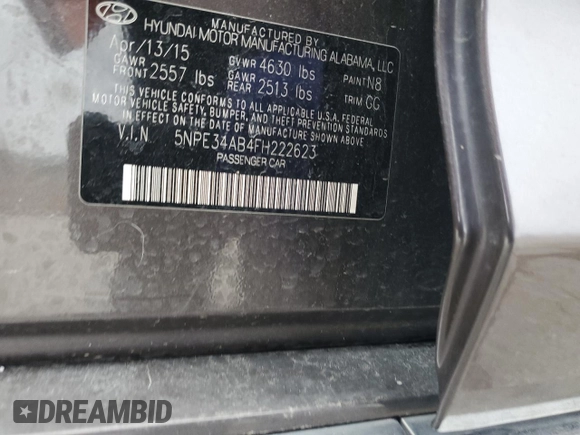 MANUFACTURED BY
HYUNDAI MOTOR MANUFACTURING ALABAMA, LLC
Apr/13/15 GVWR 4630 lbs PAINT N8
GAWR FRONT 2557 lbs GAWR REAR 2513 lbs TRIM GG
THIS VEHICLE CONFORMS TO ALL APPLICABLE U.S.A FEDERAL
MOTOR VEHICLE SAFETY, BUMPER, AND THEFT PREVENTION STANDARDS
IN EFFECT ON THE DATE OF MANUFACTURE SHOWN ABOVE.
V.I.N 5NPE34AB4FH222623
PASSENGER CAR
DREAMBID